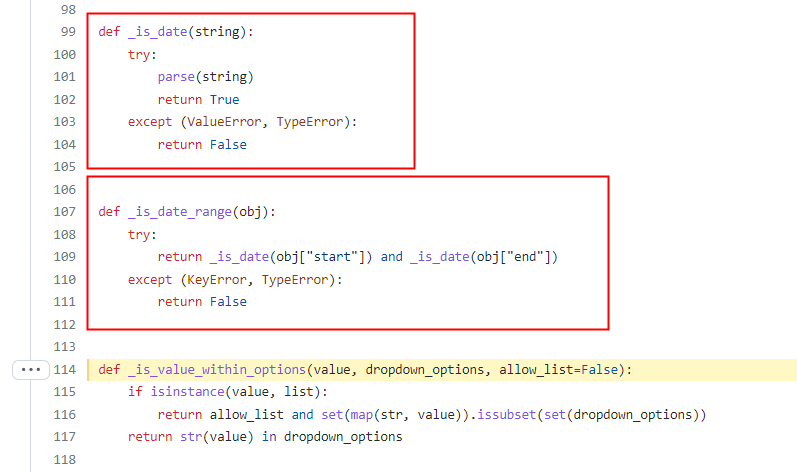 98
99 def _is_date(string):
100     try:
101         parse(string)
102         return True
103     except (ValueError, TypeError):
104         return False
105
106
107 def _is_date_range(obj):
108     try:
109         return _is_date(obj["start"]) and _is_date(obj["end"])
110     except (KeyError, TypeError):
111         return False
112
113
··· 114 def _is_value_within_options(value, dropdown_options, allow_list=False):
115     if isinstance(value, list):
116         return allow_list and set(map(str, value)).issubset(set(dropdown_options))
117     return str(value) in dropdown_options
118